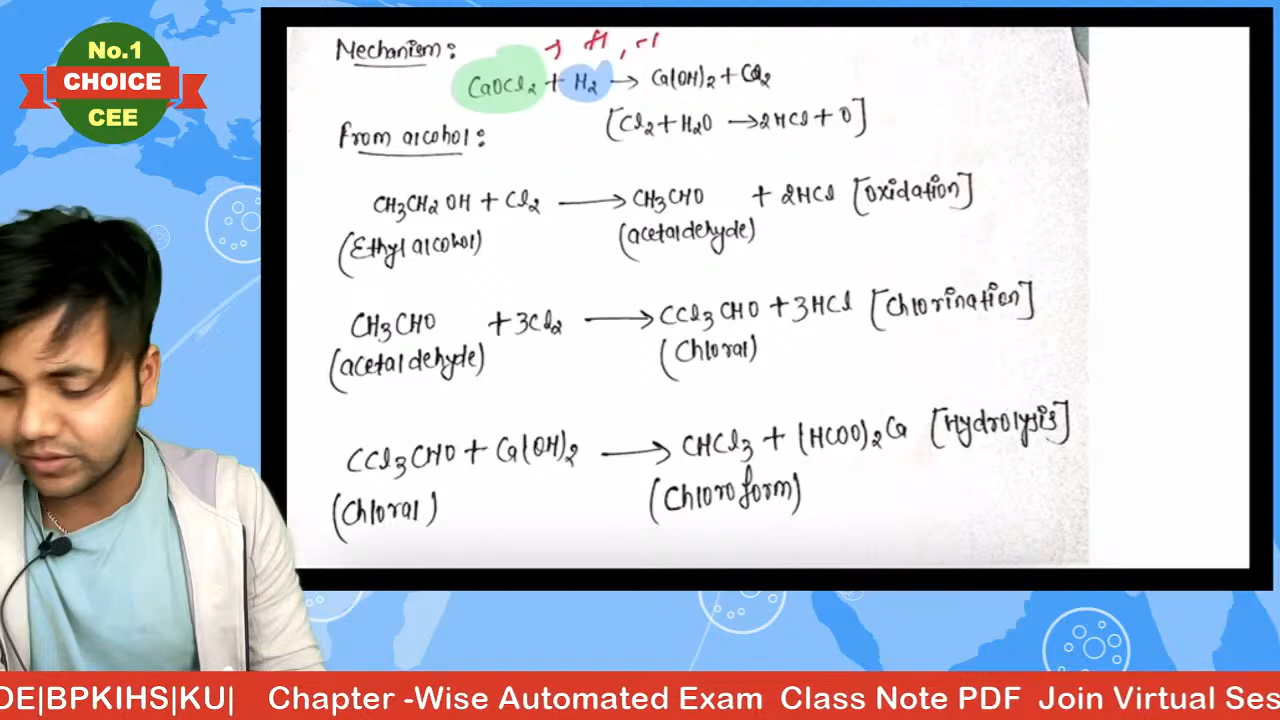 No.1
CHOICE
CEE
Mechanism:
CaOCl2 + H2 → Ca(OH)2 + Cl2
[Cl2 + H2O → 2HCl + O]
From alcohol:
CH3CH2OH + Cl2 → CH3CHO + 2HCl [Oxidation]
(Ethyl alcohol) (acetaldehyde)
CH3CHO + 3Cl2 → CCl3CHO + 3HCl [Chlorination]
(acetaldehyde) (Chloral)
CCl3CHO + Ca(OH)2 → CHCl3 + (HCOO)2Ca [Hydrolysis]
(Chloral) (Chloroform)
DE|BPKIHS|KU| Chapter -Wise Automated Exam Class Note PDF Join Virtual Ses